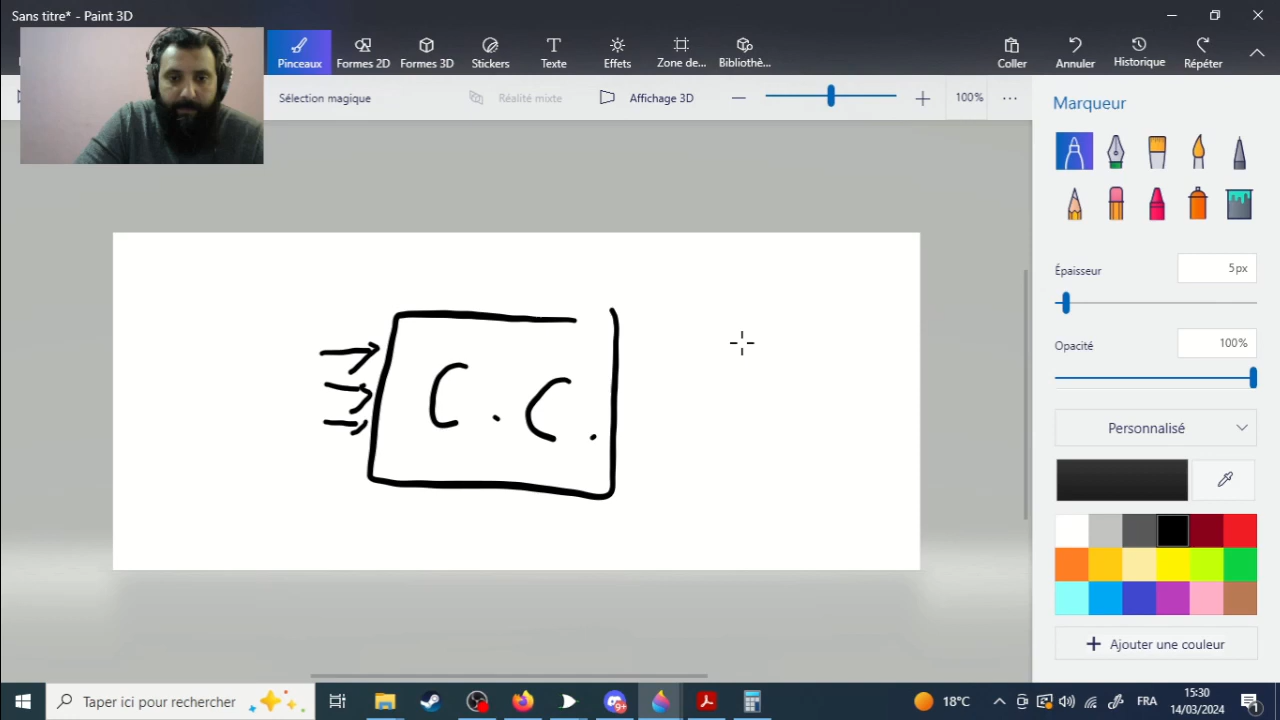 Sans titre* - Paint 3D
Pinceaux
Formes 2D
Formes 3D
Stickers
Texte
Effets
Zone de...
Bibliothè...
Coller
Annuler
Historique
Répéter
Sélection magique
Réalité mixte
Affichage 3D
100%
Marqueur
Épaisseur
5px
Opacité
100%
Personnalisé
Ajouter une couleur
C . C .
Taper ici pour rechercher
9+
18°C
FRA
15:30
14/03/2024
1